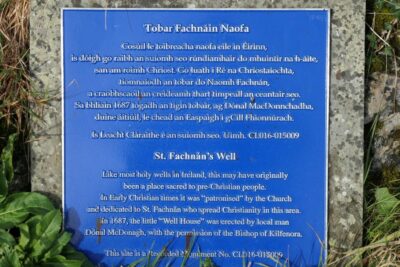 Tobar Fachnáin Naofa
Cosúil le toibreacha naofa eile in Éirinn,
is dóigh go raibh an suíomh seo rúndiamhair do mhuintir na h-áite,
san am roimh Chríost. Go luath i Ré na Chríostaíochta,
tiomnaíodh an tobar do Naomh Fachnán,
a craobhscaoil an creideamh thart timpeall an ceantair seo.
Sa bhliain 1687 tógadh an tigín tobair, ag Dónal MacDonnchadha,
duine áitiúil, le chead an Easpaigh i gCill Fhionnúrach.
Is Leacht Cláraithe é an suíomh seo. Uimh. CL016-015009
St. Fachnán's Well
Like most holy wells in Ireland, this may have originally
been a place sacred to pre-Christian people.
In Early Christian times it was "patronised" by the Church
and dedicated to St. Fachnán who spread Christianity in this area.
In 1687, the little "Well House" was erected by local man
Dónal McDonagh, with the permission of the Bishop of Kilfenora.
This site is a Recorded Monument No. CL016-015009